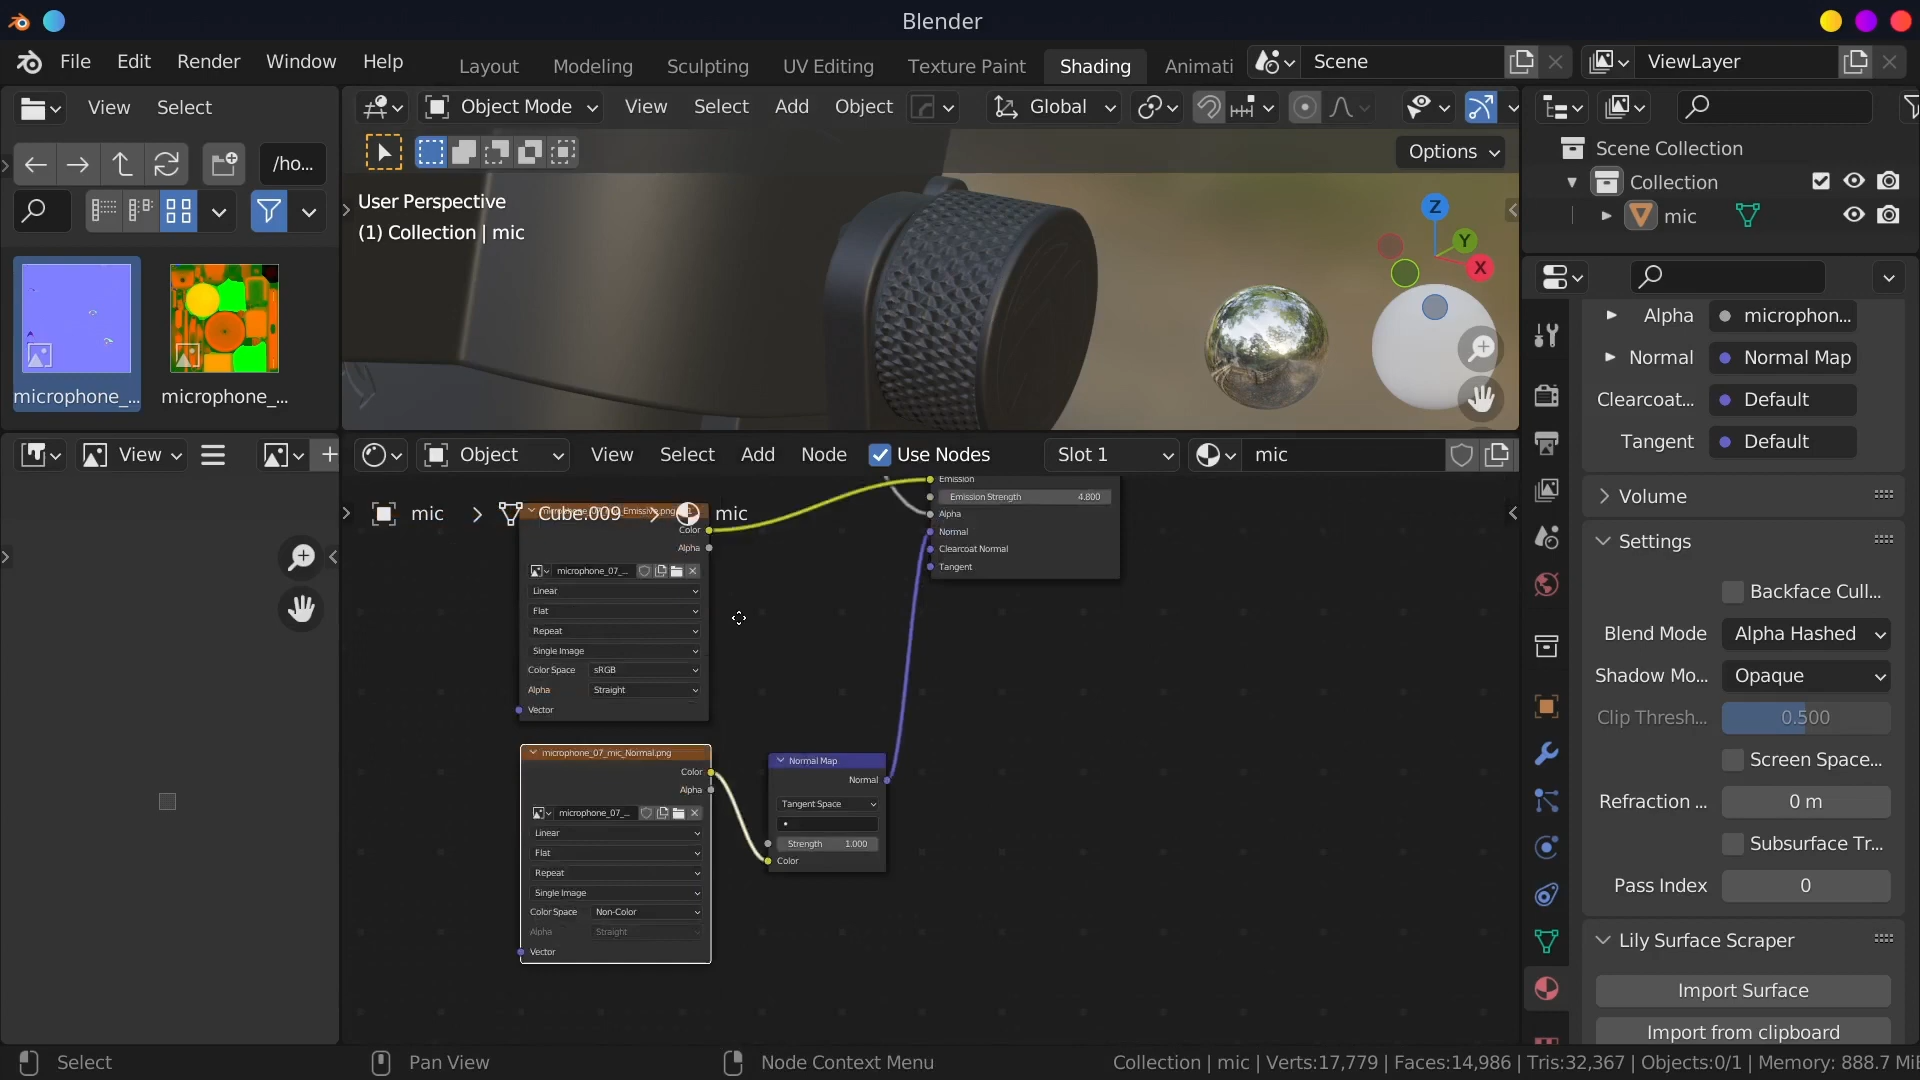 Blender
File Edit Render Window Help
Layout Modeling Sculpting UV Editing Texture Paint Shading Animati
Scene
ViewLayer
View Select
Object Mode View Select Add Object Global
/ho...
Options
User Perspective
(1) Collection | mic
Z
Y
X
microphone_...
microphone_...
Scene Collection
Collection
mic
Alpha microphon...
Normal Normal Map
Clearcoat... Default
Tangent Default
Volume
Settings
Backface Cull...
Blend Mode Alpha Hashed
Shadow Mo... Opaque
Clip Thresh... 0.500
Screen Space...
Refraction ... 0 m
Subsurface Tr...
Pass Index 0
Lily Surface Scraper
Import Surface
Import from clipboard
View
Object View Select Add Node Use Nodes Slot 1 mic
mic Cube.009 mic
Emission
Emission Strength 4.800
Alpha
Normal
Clearcoat Normal
Tangent
Color
Alpha
microphone_07_...
Linear
Flat
Repeat
Single Image
Color Space sRGB
Alpha Straight
Vector
microphone_07_mic_Normal.png
Color
Alpha
microphone_07_...
Linear
Flat
Repeat
Single Image
Color Space Non-Color
Alpha Straight
Vector
Normal Map
Normal
Tangent Space
Strength 1.000
Color
Select
Pan View
Node Context Menu
Collection | mic | Verts:17,779 | Faces:14,986 | Tris:32,367 | Objects:0/1 | Memory: 888.7 MiB